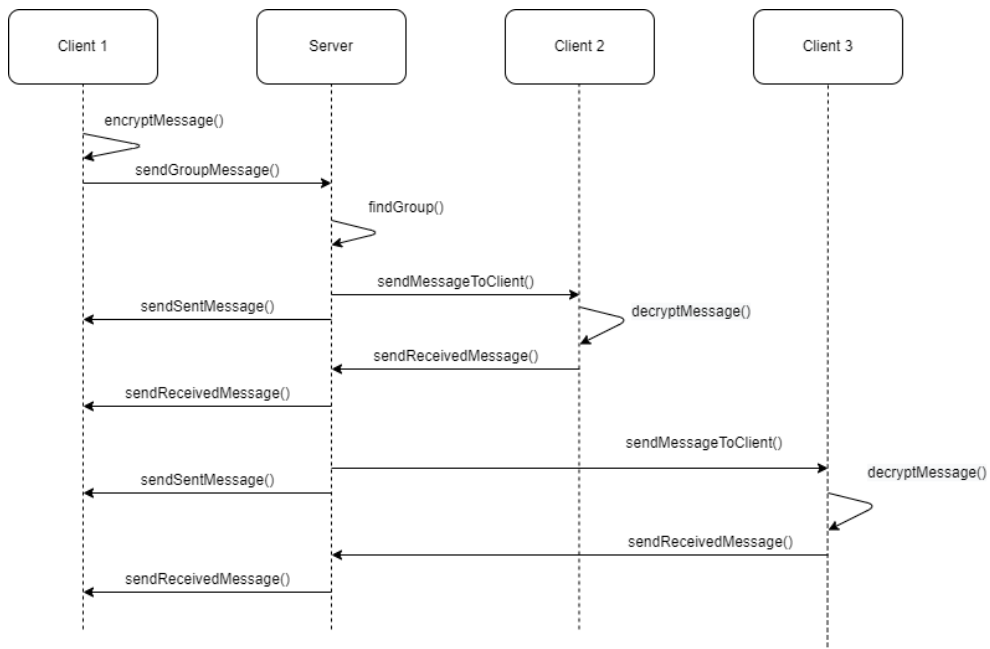 Client 1
Server
Client 2
Client 3
encryptMessage()
sendGroupMessage()
findGroup()
sendMessageToClient()
sendSentMessage()
decryptMessage()
sendReceivedMessage()
sendReceivedMessage()
sendMessageToClient()
decryptMessage()
sendSentMessage()
sendReceivedMessage()
sendReceivedMessage()